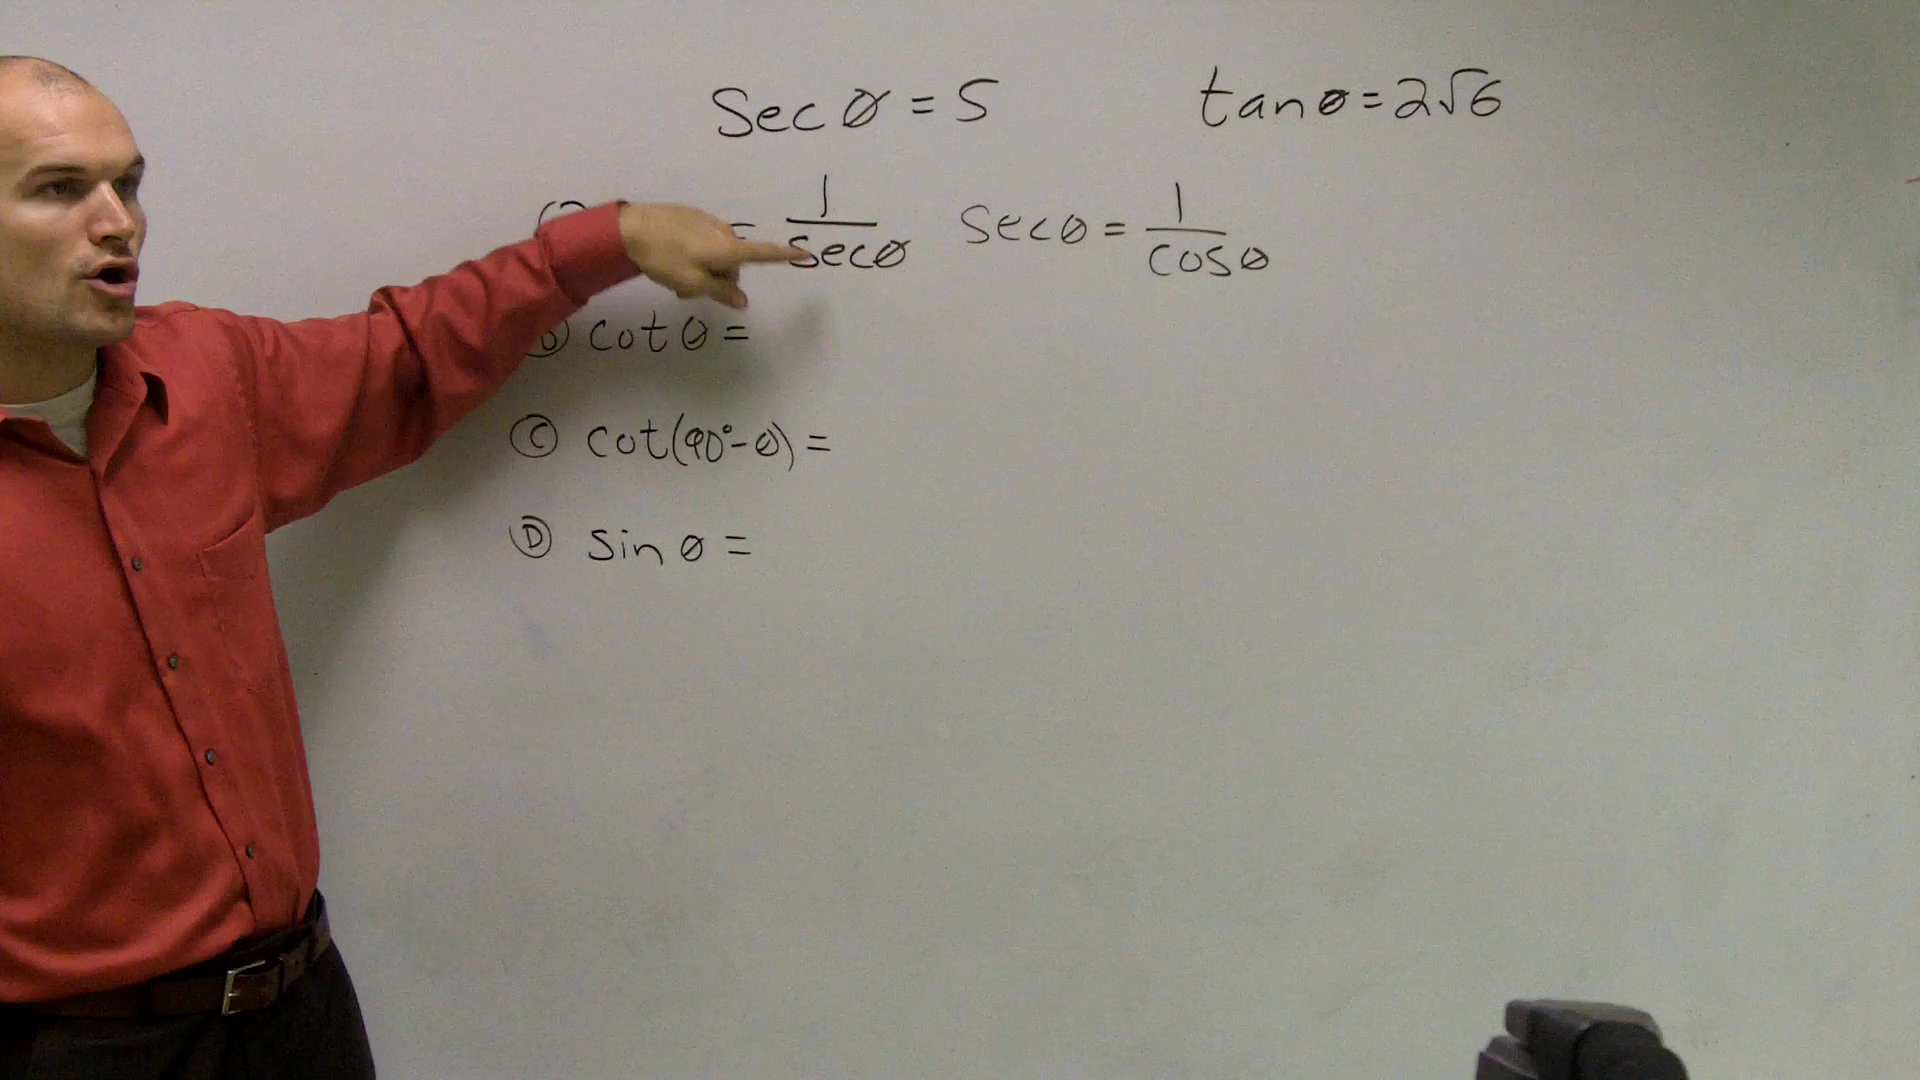 sec θ = 5 tan θ = 2√6
= 1/secθ secθ = 1/cosθ
cot θ =
Ⓒ cot(90°-θ) =
Ⓓ sin θ =